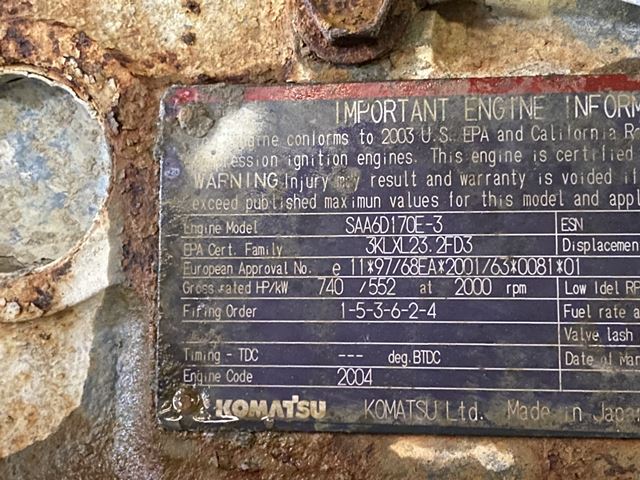 IMPORTANT ENGINE INFORM
ngine conforms to 2003 U.S. EPA and California R
pression ignition engines. This engine is certified
WARNING Injury may result and warranty is voided if
exceed published maximun values for this model and appl
Engine Model SAA6D170E-3 ESN
EPA Cert. Family 3KLXL23.2FD3 Displacemen
European Approval No. e 11*97/68EA*2001/63*0081*01
Gross rated HP/kW 740 /552 at 2000 rpm Low Idel RP
Firing Order 1-5-3-6-2-4 Fuel rate a
Valve lash
Timing - TDC --- deg.BTDC Date of Man
Engine Code 2004
KOMATSU KOMATSU Ltd. Made in Japa